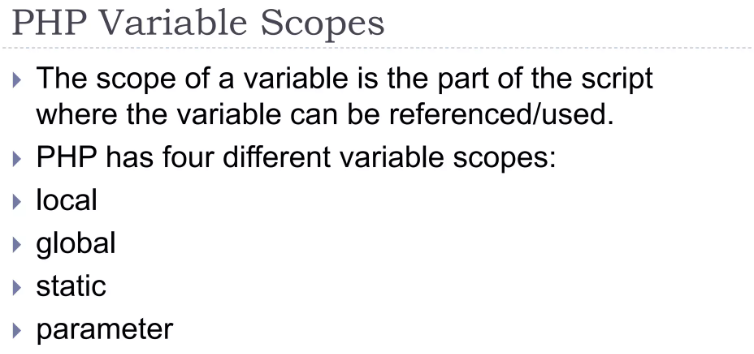 PHP Variable Scopes
The scope of a variable is the part of the script
where the variable can be referenced/used.
PHP has four different variable scopes:
local
global
static
parameter